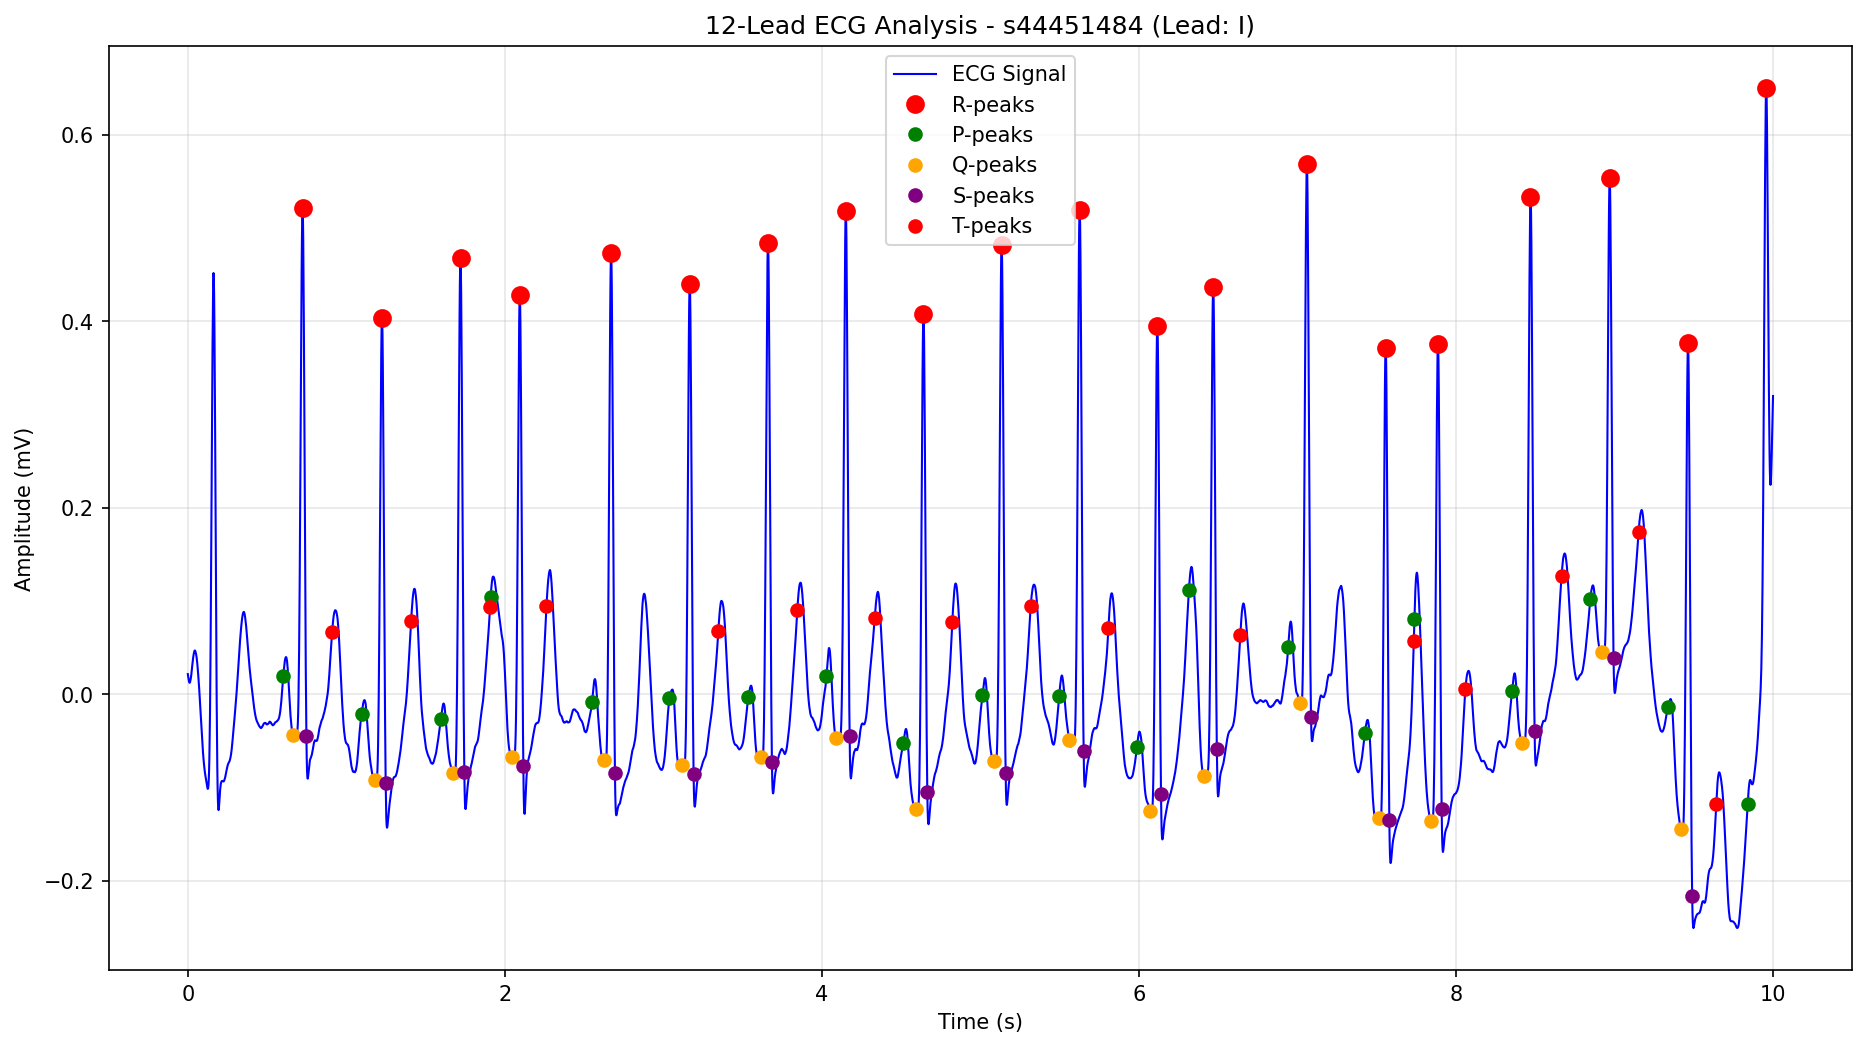 12-Lead ECG Analysis - s44451484 (Lead: I)
ECG Signal
R-peaks
P-peaks
Q-peaks
S-peaks
T-peaks
Amplitude (mV)
0.6
0.4
0.2
0.0
−0.2
0 2 4 6 8 10
Time (s)